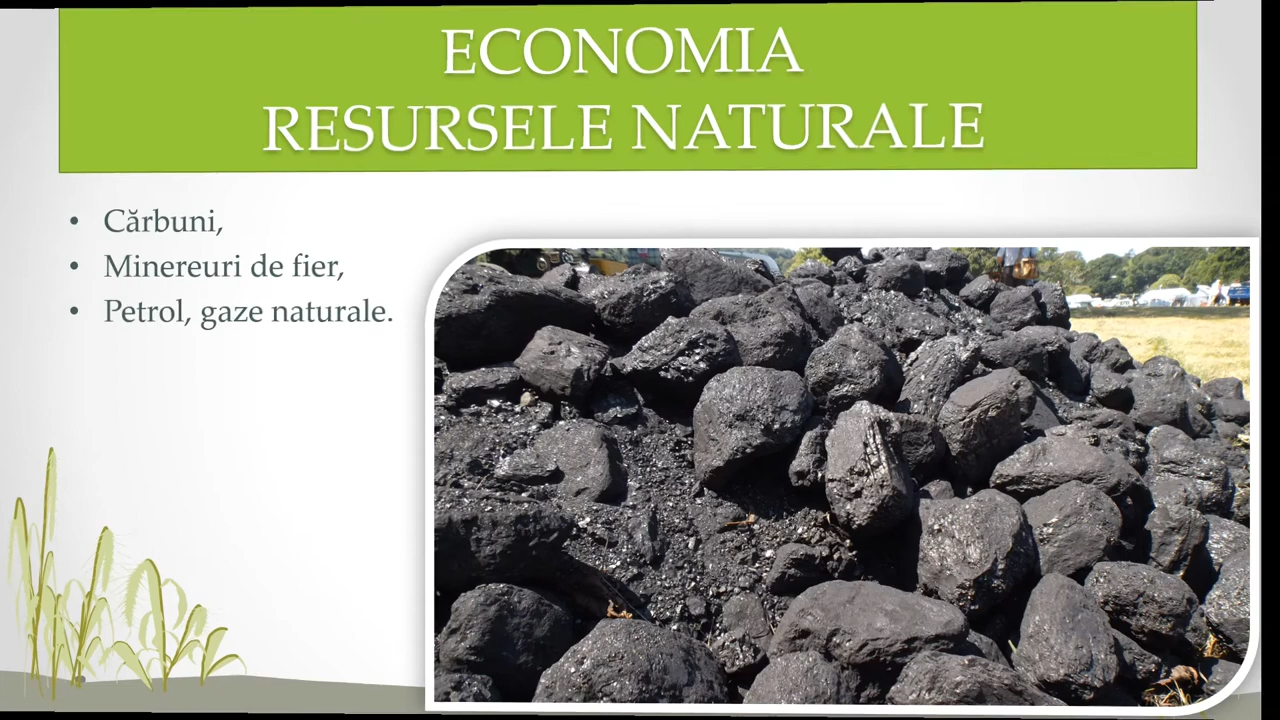 ECONOMIA
RESURSELE NATURALE
• Cărbuni,
• Minereuri de fier,
• Petrol, gaze naturale.